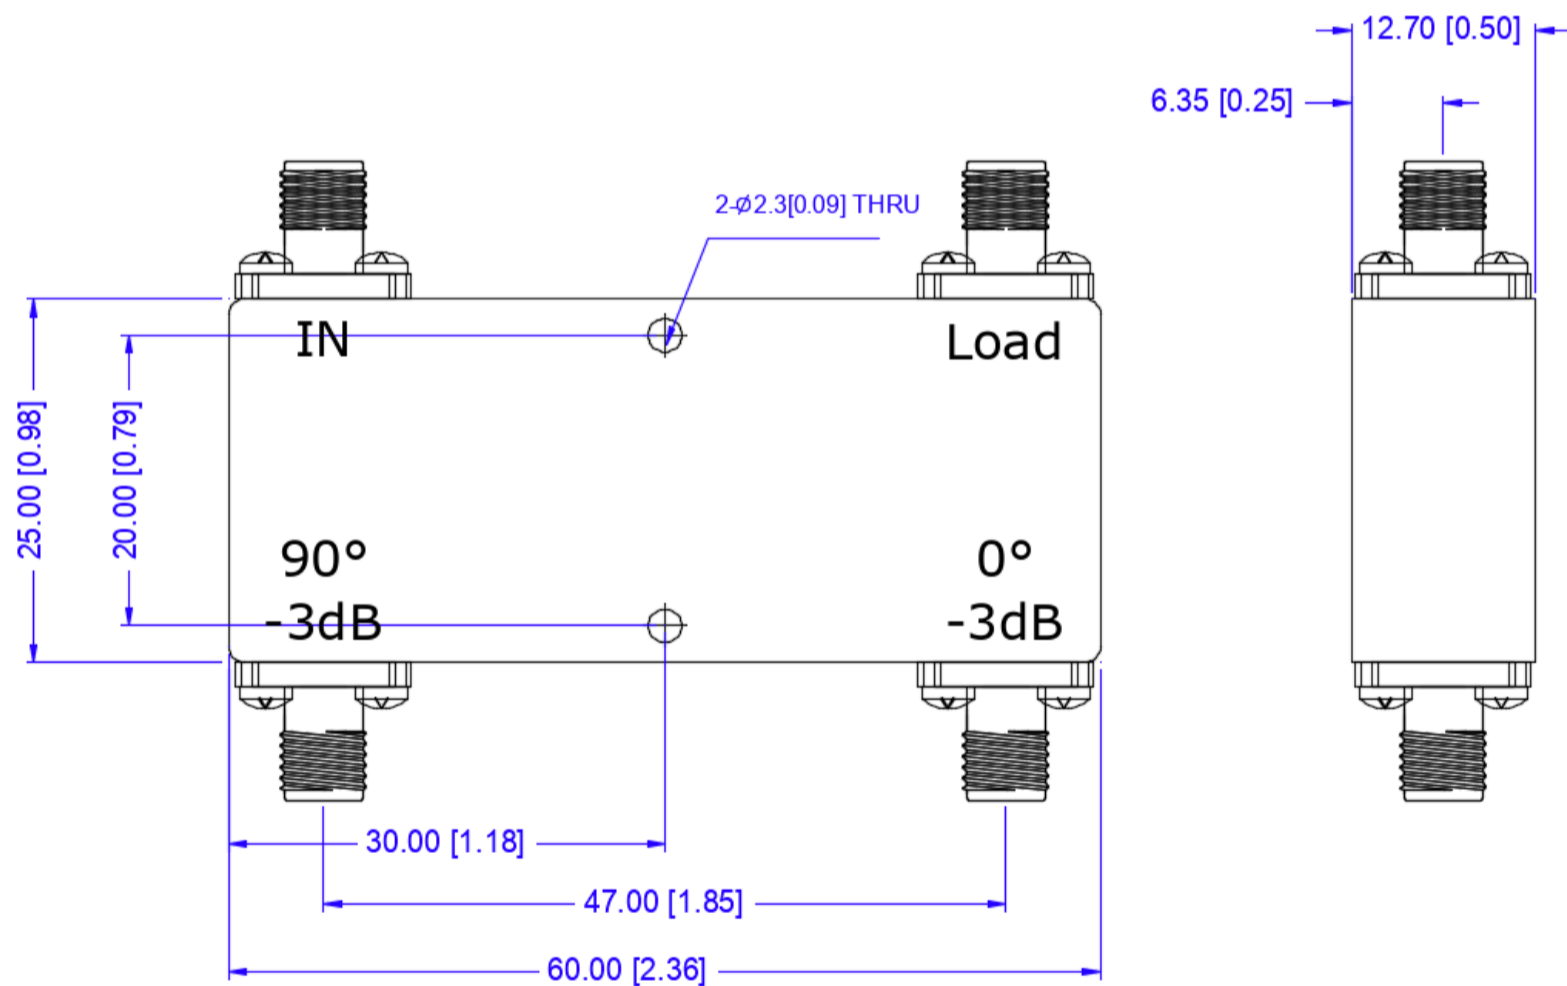 12.70 [0.50]
6.35 [0.25]
2-⌀2.3[0.09] THRU
IN
Load
25.00 [0.98]
20.00 [0.79]
90°
-3dB
0°
-3dB
30.00 [1.18]
47.00 [1.85]
60.00 [2.36]